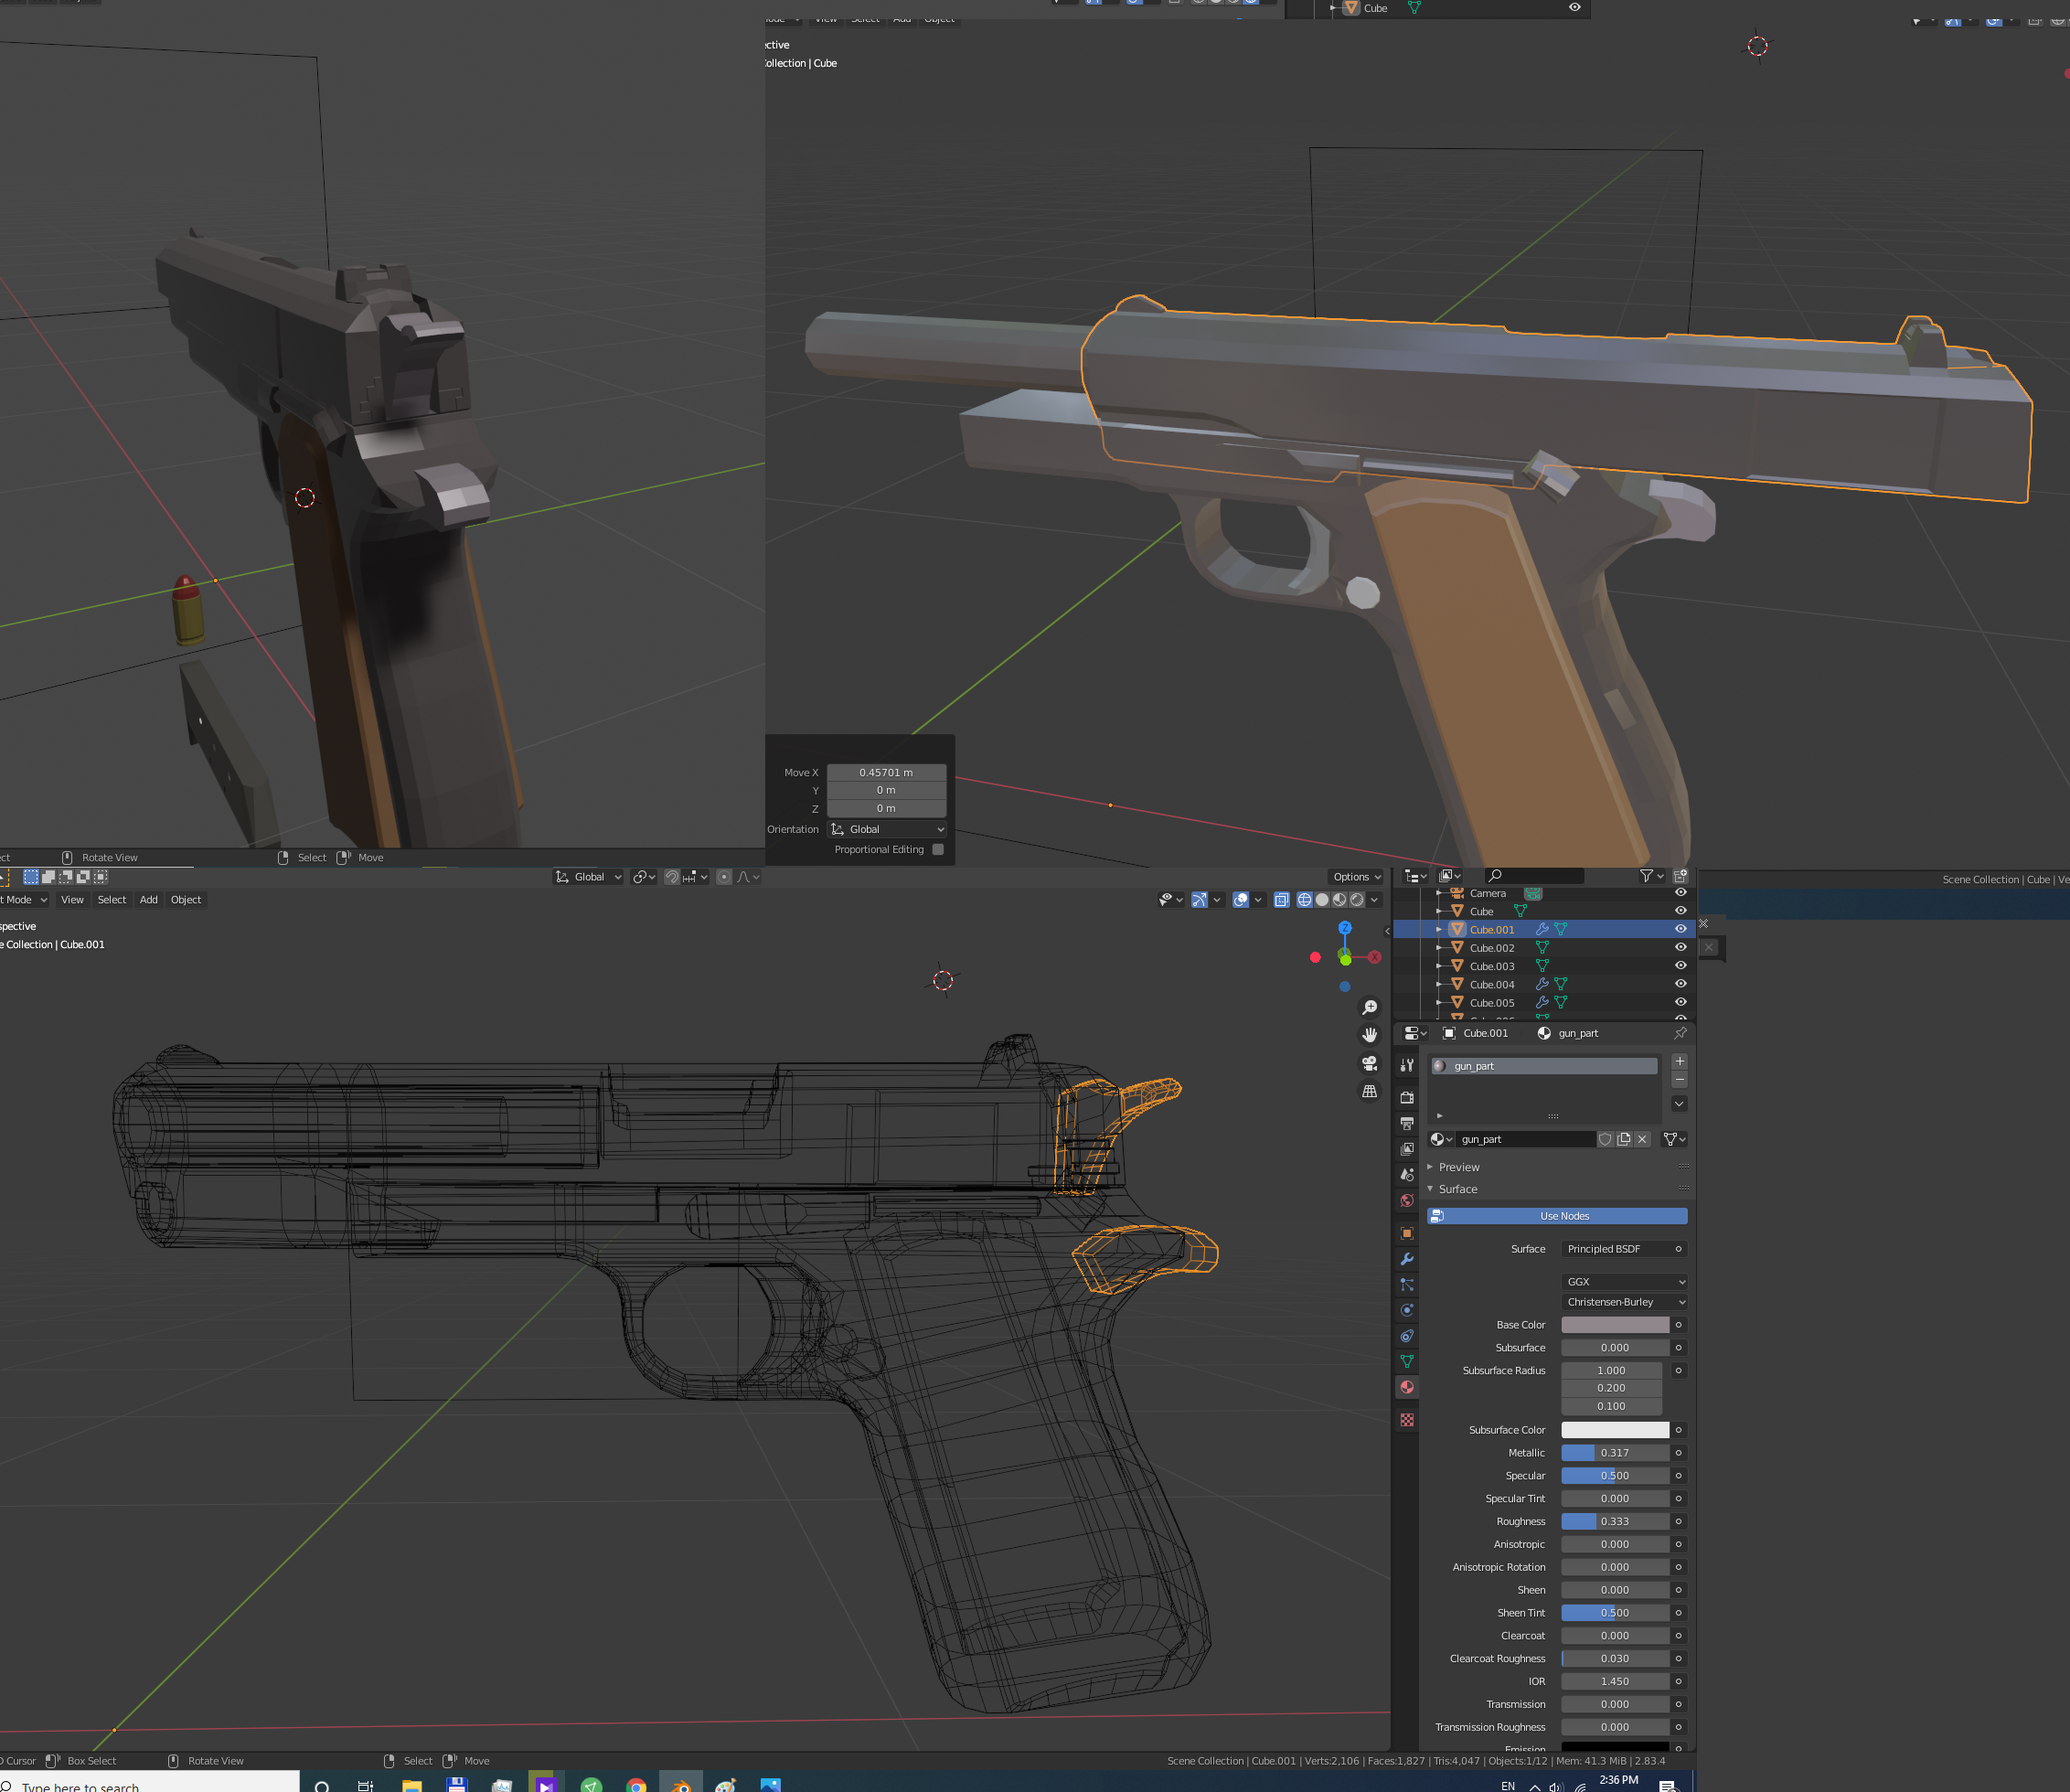 Cube
View Select Add Object
ective
Collection | Cube
Move X 0.45701 m
Y 0 m
Z 0 m
Orientation Global
Proportional Editing
ect Rotate View Select Move
Scene Collection | Cube | Ve
Global
Options
t Mode View Select Add Object
spective
e Collection | Cube.001
Z
X
Camera
Cube
Cube.001
Cube.002
Cube.003
Cube.004
Cube.005
Cube.001 gun_part
gun_part
gun_part
Preview
Surface
Use Nodes
Surface Principled BSDF
GGX
Christensen-Burley
Base Color
Subsurface 0.000
Subsurface Radius 1.000
0.200
0.100
Subsurface Color
Metallic 0.317
Specular 0.500
Specular Tint 0.000
Roughness 0.333
Anisotropic 0.000
Anisotropic Rotation 0.000
Sheen 0.000
Sheen Tint 0.500
Clearcoat 0.000
Clearcoat Roughness 0.030
IOR 1.450
Transmission 0.000
Transmission Roughness 0.000
Emission
D Cursor Box Select Rotate View Select Move
Scene Collection | Cube.001 | Verts:2,106 | Faces:1,827 | Tris:4,047 | Objects:1/12 | Mem: 41.3 MiB | 2.83.4
Type here to search
EN
2:36 PM